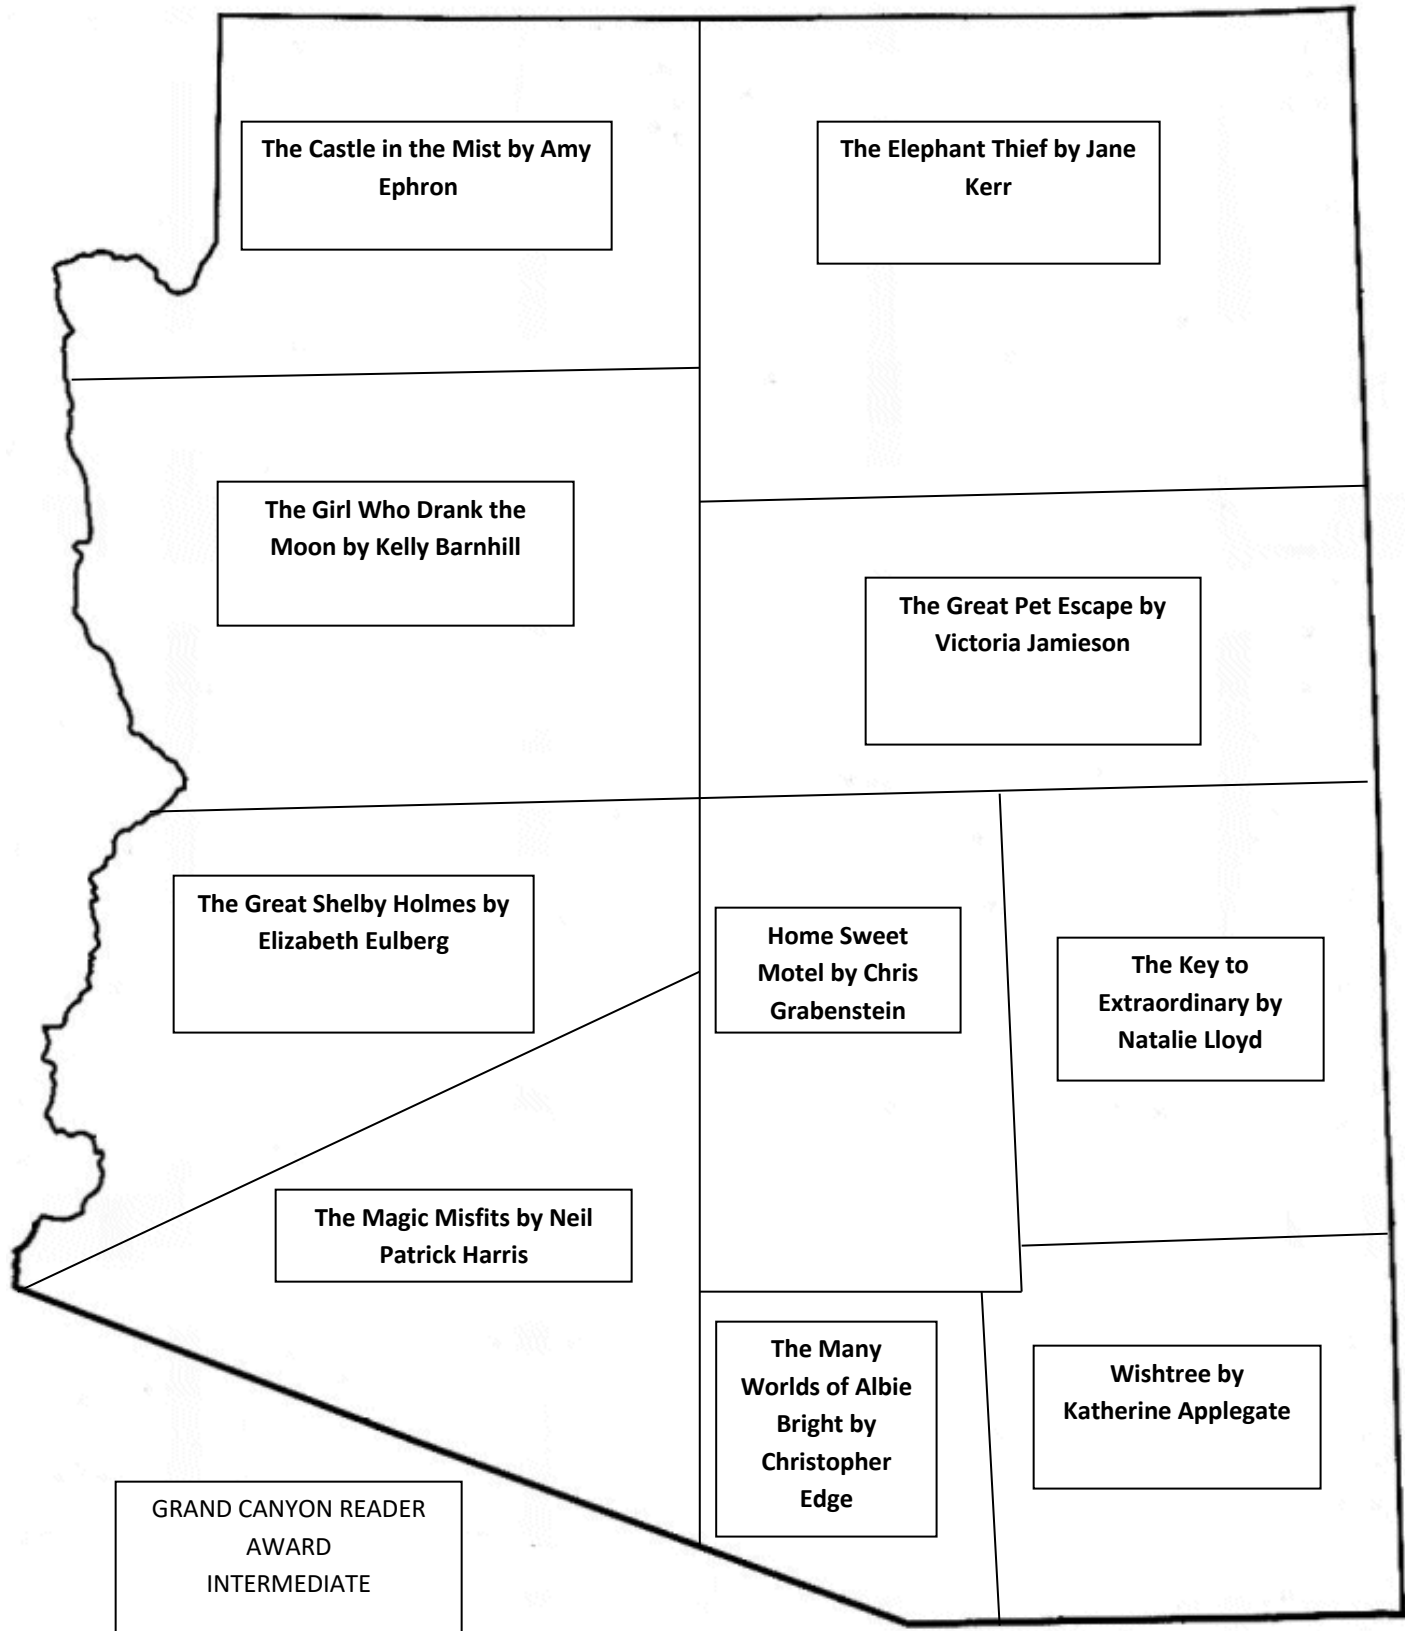 The Castle in the Mist by Amy
Ephron
The Elephant Thief by Jane
Kerr
The Girl Who Drank the
Moon by Kelly Barnhill
The Great Pet Escape by
Victoria Jamieson
The Great Shelby Holmes by
Elizabeth Eulberg
Home Sweet
Motel by Chris
Grabenstein
The Key to
Extraordinary by
Natalie Lloyd
The Magic Misfits by Neil
Patrick Harris
The Many
Worlds of Albie
Bright by
Christopher
Edge
Wishtree by
Katherine Applegate
GRAND CANYON READER
AWARD
INTERMEDIATE